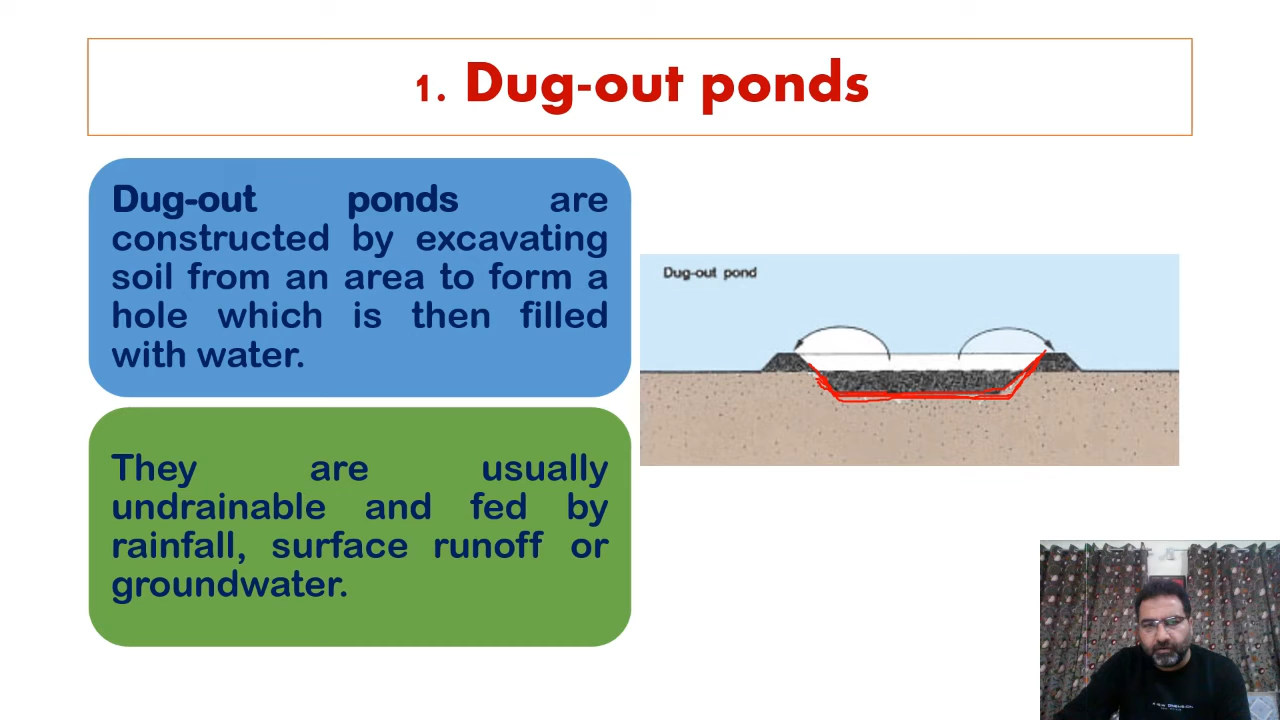 1. Dug-out ponds
Dug-out ponds are
constructed by excavating
soil from an area to form a
hole which is then filled
with water.
They are usually
undrainable and fed by
rainfall, surface runoff or
groundwater.
Dug-out pond